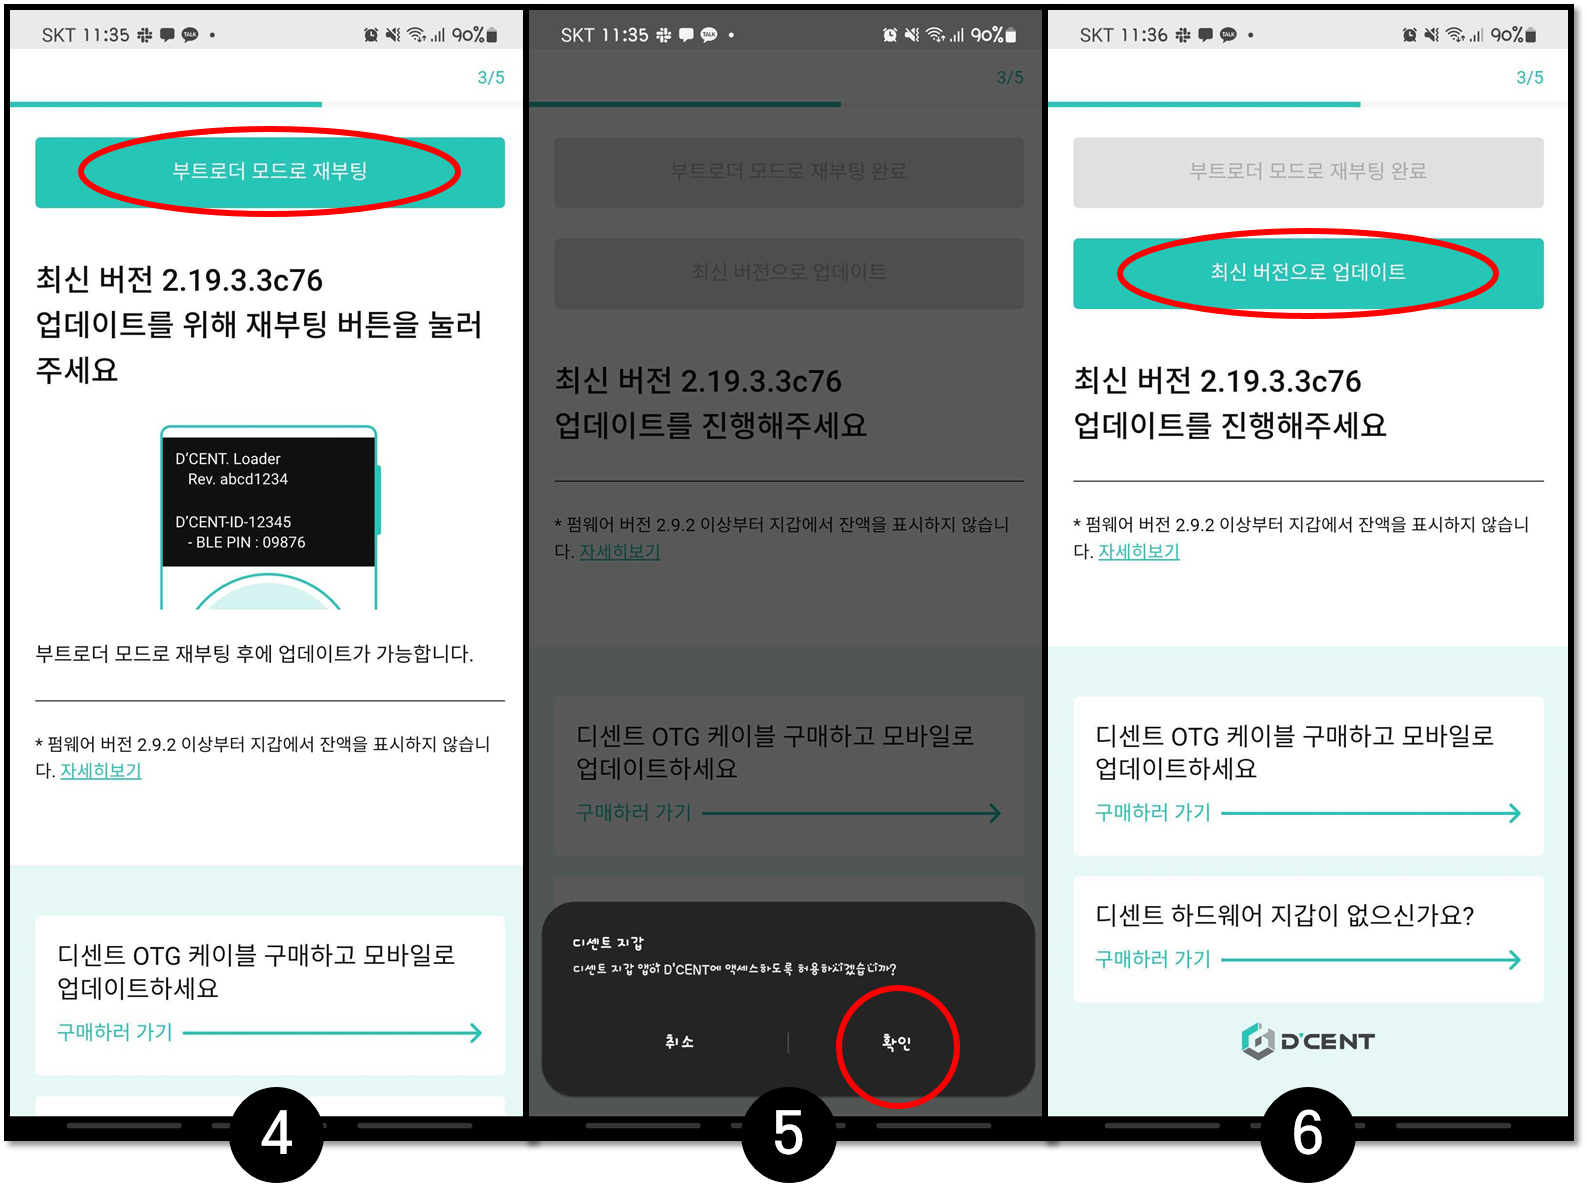 SKT 11:35
90%
3/5
부트로더 모드로 재부팅
최신 버전 2.19.3.3c76
업데이트를 위해 재부팅 버튼을 눌러
주세요
D'CENT. Loader
Rev. abcd1234
D'CENT-ID-12345
- BLE PIN : 09876
부트로더 모드로 재부팅 후에 업데이트가 가능합니다.
* 펌웨어 버전 2.9.2 이상부터 지갑에서 잔액을 표시하지 않습니
다. 자세히보기
디센트 OTG 케이블 구매하고 모바일로
업데이트하세요
구매하러 가기
4
SKT 11:35
TALK
90%
3/5
부트로더 모드로 재부팅 완료
최신 버전으로 업데이트
최신 버전 2.19.3.3c76
업데이트를 진행해주세요
* 펌웨어 버전 2.9.2 이상부터 지갑에서 잔액을 표시하지 않습니
다. 자세히보기
디센트 OTG 케이블 구매하고 모바일로
업데이트하세요
구매하러 가기
디센트 지갑
디센트 지갑 앱이 D'CENT에 액세스하도록 허용하시겠습니까?
취소
확인
5
SKT 11:36
TALK
90%
3/5
부트로더 모드로 재부팅 완료
최신 버전으로 업데이트
최신 버전 2.19.3.3c76
업데이트를 진행해주세요
* 펌웨어 버전 2.9.2 이상부터 지갑에서 잔액을 표시하지 않습니
다. 자세히보기
디센트 OTG 케이블 구매하고 모바일로
업데이트하세요
구매하러 가기
디센트 하드웨어 지갑이 없으신가요?
구매하러 가기
D'CENT
6